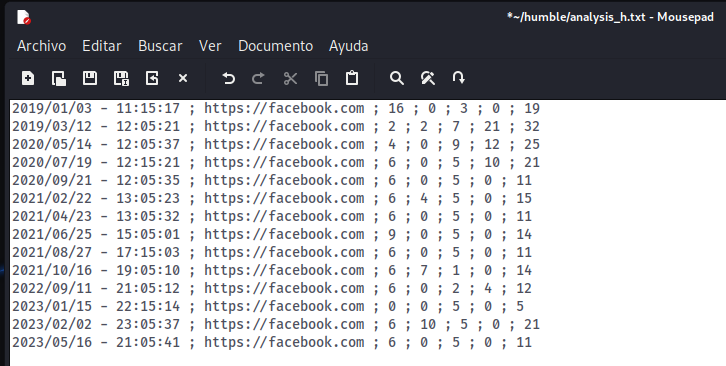 *~/humble/analysis_h.txt - Mousepad
Archivo Editar Buscar Ver Documento Ayuda
2019/01/03 - 11:15:17 ; https://facebook.com ; 16 ; 0 ; 3 ; 0 ; 19
2019/03/12 - 12:05:21 ; https://facebook.com ; 2 ; 2 ; 7 ; 21 ; 32
2020/05/14 - 12:05:37 ; https://facebook.com ; 4 ; 0 ; 9 ; 12 ; 25
2020/07/19 - 12:15:21 ; https://facebook.com ; 6 ; 0 ; 5 ; 10 ; 21
2020/09/21 - 12:05:35 ; https://facebook.com ; 6 ; 0 ; 5 ; 0 ; 11
2021/02/22 - 13:05:23 ; https://facebook.com ; 6 ; 4 ; 5 ; 0 ; 15
2021/04/23 - 13:05:32 ; https://facebook.com ; 6 ; 0 ; 5 ; 0 ; 11
2021/06/25 - 15:05:01 ; https://facebook.com ; 9 ; 0 ; 5 ; 0 ; 14
2021/08/27 - 17:15:03 ; https://facebook.com ; 6 ; 0 ; 5 ; 0 ; 11
2021/10/16 - 19:05:10 ; https://facebook.com ; 6 ; 7 ; 1 ; 0 ; 14
2022/09/11 - 21:05:12 ; https://facebook.com ; 6 ; 0 ; 2 ; 4 ; 12
2023/01/15 - 22:15:14 ; https://facebook.com ; 0 ; 0 ; 5 ; 0 ; 5
2023/02/02 - 23:05:37 ; https://facebook.com ; 6 ; 10 ; 5 ; 0 ; 21
2023/05/16 - 21:05:41 ; https://facebook.com ; 6 ; 0 ; 5 ; 0 ; 11